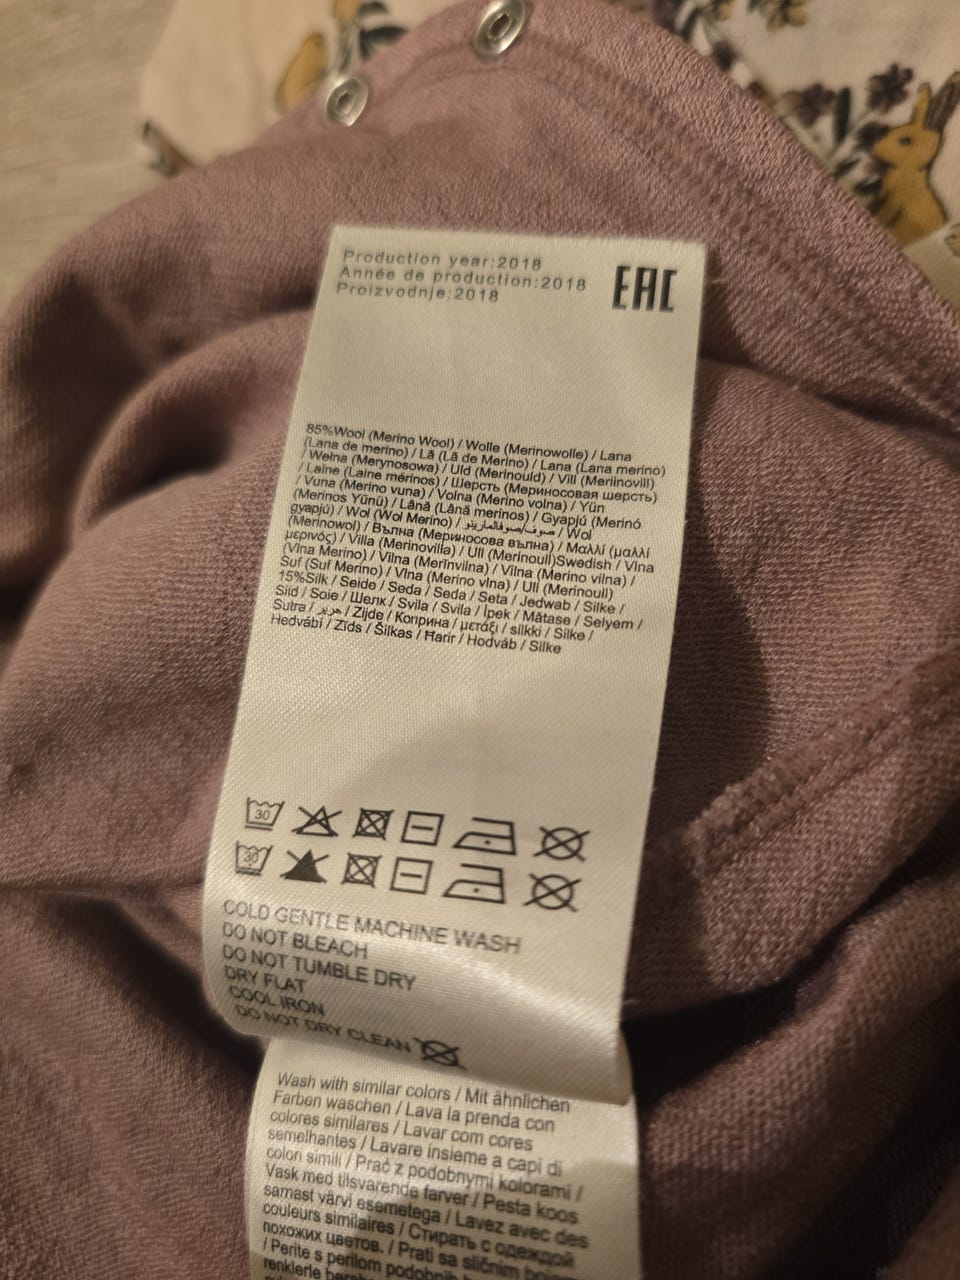 Production year:2018
Année de production:2018
Proizvodnje:2018
EAC
85%Wool (Merino Wool) / Wolle (Merinowolle) / Lana
(Lana de merino) / Lã (Lã de Merino) / Lana (Lana merino)
/ Wełna (Merynosowa) / Uld (Merinould) / Vill (Meriinovill)
/ Laine (Laine mérinos) / Шерсть (Мериносовая шерсть)
/ Vuna (Merino vuna) / Volna (Merino volna) / Yün
(Merinos Yünü) / Lână (Lână merinos) / Gyapjú (Merinó
gyapjú) / Wol (Wol Merino) / صوف/صوفالمارينو / Wol
(Merinowol) / Вълна (Мериносова вълна) / Μαλλί (μαλλί
μερινός) / Villa (Merinovilla) / Ull (Merinoull)Swedish / Vlna
(Vlna Merino) / Vilna (Merīnvilna) / Vilna (Merino vilna) /
Suf (Suf Merino) / Vlna (Merino vlna) / Ull (Merinoull)
15%Silk / Seide / Seda / Seda / Seta / Jedwab / Silke /
Siid / Soie / Шелк / Svila / Svila / İpek / Mătase / Selyem /
Sutra / حرير / Zijde / Коприна / μετάξι / silkki / Silke /
Hedvábí / Zīds / Šilkas / Ħarir / Hodváb / Silke
30
30
COLD GENTLE MACHINE WASH
DO NOT BLEACH
DO NOT TUMBLE DRY
DRY FLAT
COOL IRON
DO NOT DRY CLEAN
Wash with similar colors / Mit ähnlichen
Farben waschen / Lava la prenda con
colores similares / Lavar com cores
semelhantes / Lavare insieme a capi di
colori simili / Prać z podobnymi kolorami /
Vask med tilsvarende farver / Pesta koos
samast värvi esemetega / Lavez avec des
couleurs similaires / Стирать с одеждой
похожих цветов. / Prati sa sličnim bojama
/ Perite s perilom podobnih
renklerle